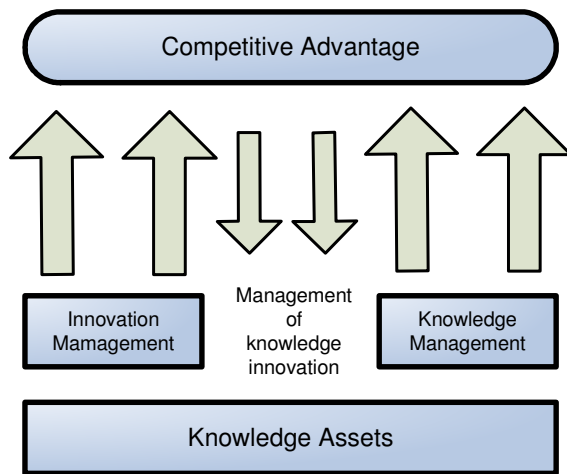 Competitive Advantage
Innovation
Mamagement
Management
of
knowledge
innovation
Knowledge
Management
Knowledge Assets